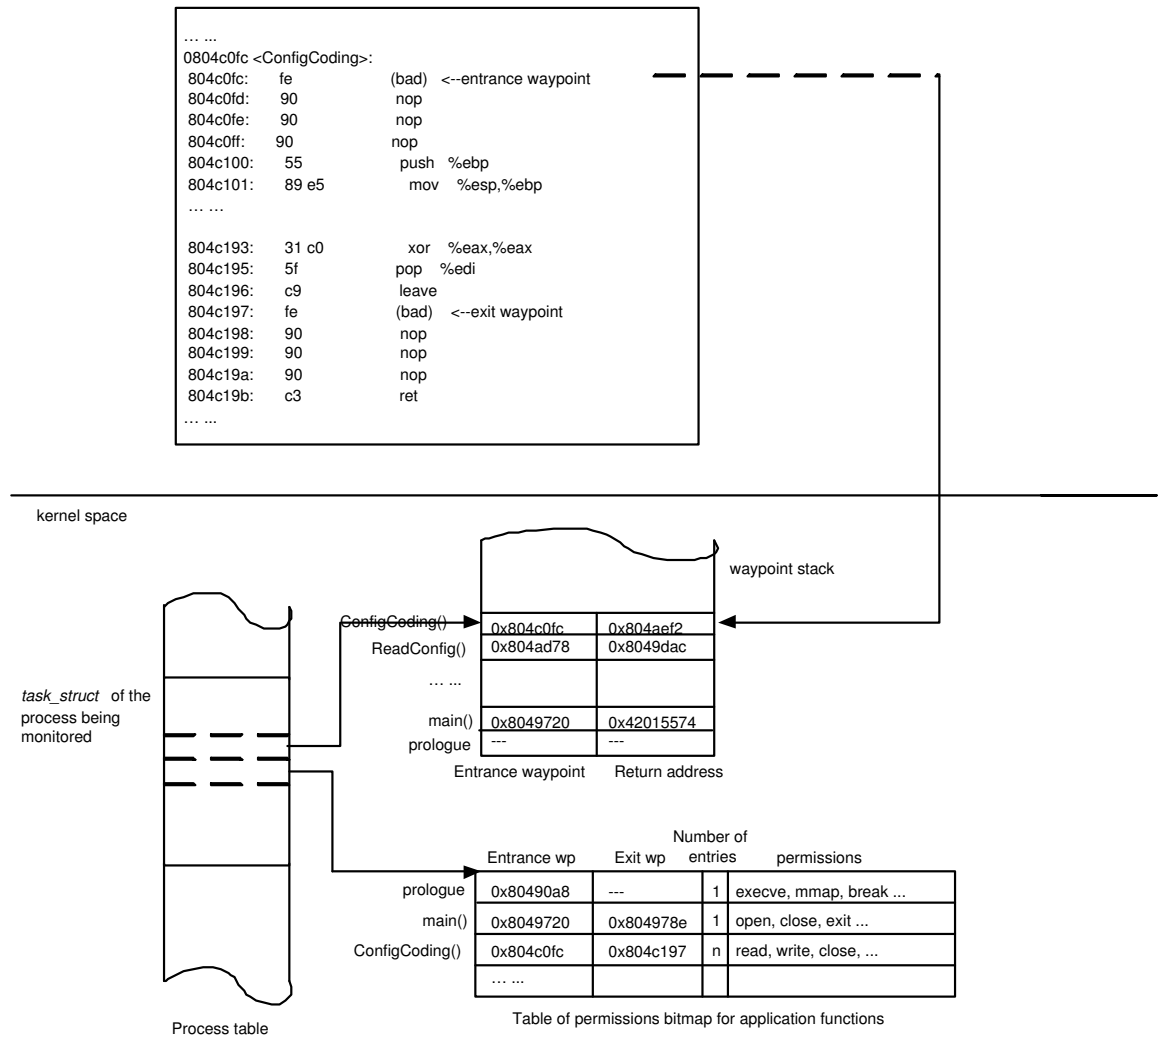 … ...
0804c0fc <ConfigCoding>:
804c0fc: fe (bad) <--entrance waypoint
804c0fd: 90 nop
804c0fe: 90 nop
804c0ff: 90 nop
804c100: 55 push %ebp
804c101: 89 e5 mov %esp,%ebp
… …
804c193: 31 c0 xor %eax,%eax
804c195: 5f pop %edi
804c196: c9 leave
804c197: fe (bad) <--exit waypoint
804c198: 90 nop
804c199: 90 nop
804c19a: 90 nop
804c19b: c3 ret
… ...
kernel space
waypoint stack
ConfigCoding() 0x804c0fc 0x804aef2
ReadConfig() 0x804ad78 0x8049dac
… ...
main() 0x8049720 0x42015574
prologue --- ---
Entrance waypoint Return address
task_struct of the
process being
monitored
Number of
Entrance wp Exit wp entries permissions
prologue 0x80490a8 --- 1 execve, mmap, break ...
main() 0x8049720 0x804978e 1 open, close, exit ...
ConfigCoding() 0x804c0fc 0x804c197 n read, write, close, ...
… ...
Table of permissions bitmap for application functions
Process table